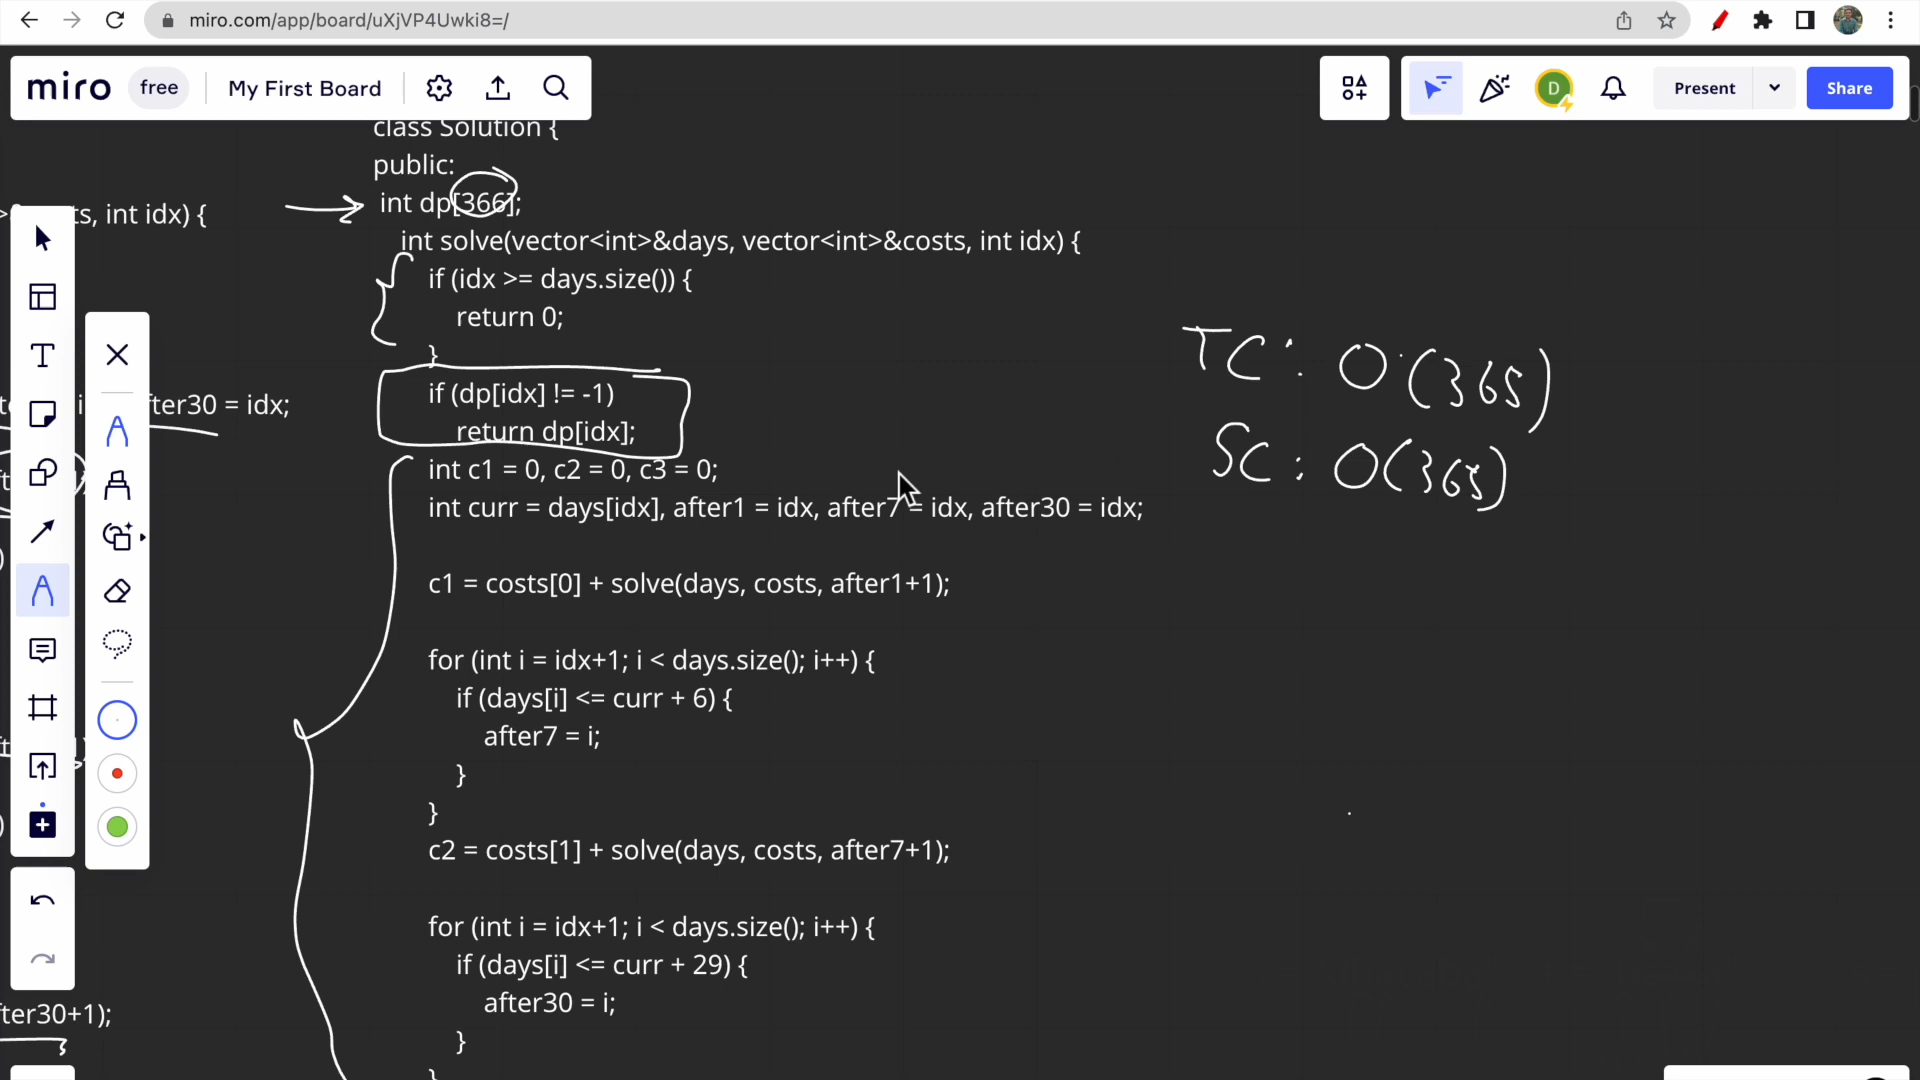 miro.com/app/board/uXjVP4Uwki8=/
miro
free
My First Board
D
Present
Share
class Solution {
public:
int dp[366];
ts, int idx) {
int solve(vector<int>&days, vector<int>&costs, int idx) {
if (idx >= days.size()) {
return 0;
}
if (dp[idx] != -1)
fter30 = idx;
return dp[idx];
int c1 = 0, c2 = 0, c3 = 0;
int curr = days[idx], after1 = idx, after7 = idx, after30 = idx;
c1 = costs[0] + solve(days, costs, after1+1);
for (int i = idx+1; i < days.size(); i++) {
if (days[i] <= curr + 6) {
after7 = i;
}
}
c2 = costs[1] + solve(days, costs, after7+1);
for (int i = idx+1; i < days.size(); i++) {
if (days[i] <= curr + 29) {
after30 = i;
}
}
ter30+1);
TC: O(365)
SC: O(365)